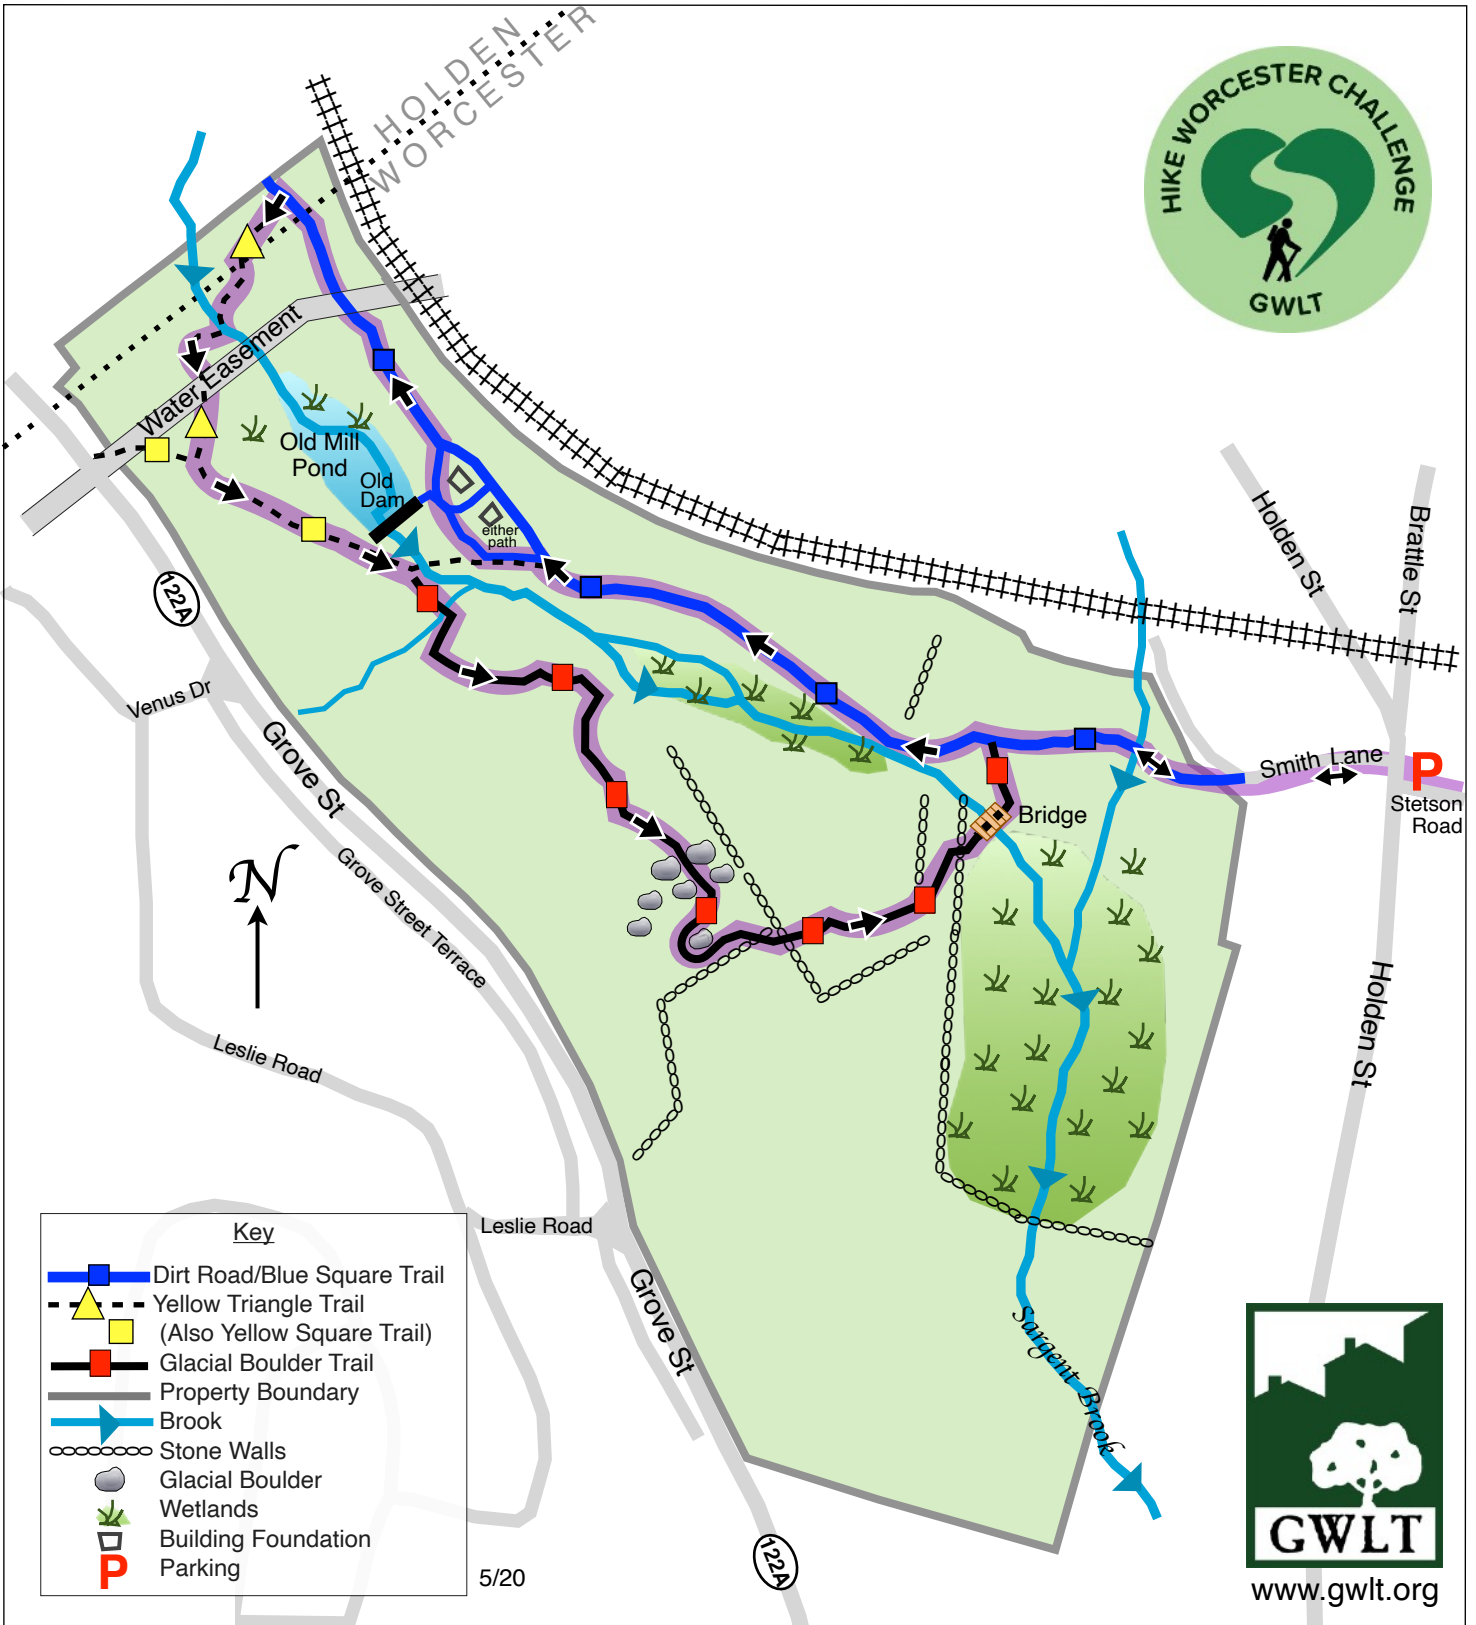 HOLDEN
WORCESTER
HIKE WORCESTER CHALLENGE
GWLT
Water Easement
Old Mill
Pond
Old
Dam
either
path
Holden St
Brattle St
122A
Venus Dr
Grove St
Smith Lane
P
Stetson
Road
Bridge
N
Grove Street Terrace
Leslie Road
Holden St
Leslie Road
Grove St
Sargent Brook
Key
Dirt Road/Blue Square Trail
Yellow Triangle Trail
(Also Yellow Square Trail)
Glacial Boulder Trail
Property Boundary
Brook
Stone Walls
Glacial Boulder
Wetlands
Building Foundation
P Parking
5/20
122A
GWLT
www.gwlt.org